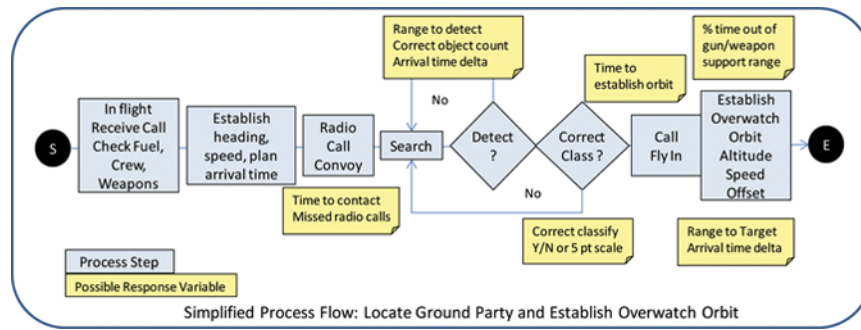 Range to detect
Correct object count
Arrival time delta
% time out of
gun/weapon
support range
Time to
establish orbit
No
S
In flight
Receive Call
Check Fuel,
Crew,
Weapons
Establish
heading,
speed, plan
arrival time
Radio
Call
Convoy
Search
Detect
?
Correct
Class ?
Call
Fly In
Establish
Overwatch
Orbit
Altitude
Speed
Offset
E
No
Time to contact
Missed radio calls
Correct classify
Y/N or 5 pt scale
Range to Target
Arrival time delta
Process Step
Possible Response Variable
Simplified Process Flow: Locate Ground Party and Establish Overwatch Orbit